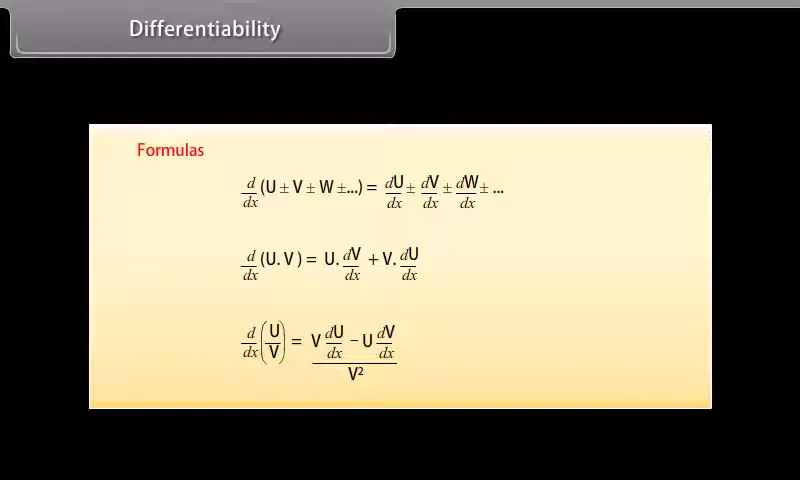 Differentiability
Formulas
d/dx (U ± V ± W ±...) = dU/dx ± dV/dx ± dW/dx ± ...
d/dx (U. V ) = U. dV/dx + V. dU/dx
d/dx (U/V) = (V dU/dx − U dV/dx)/V²